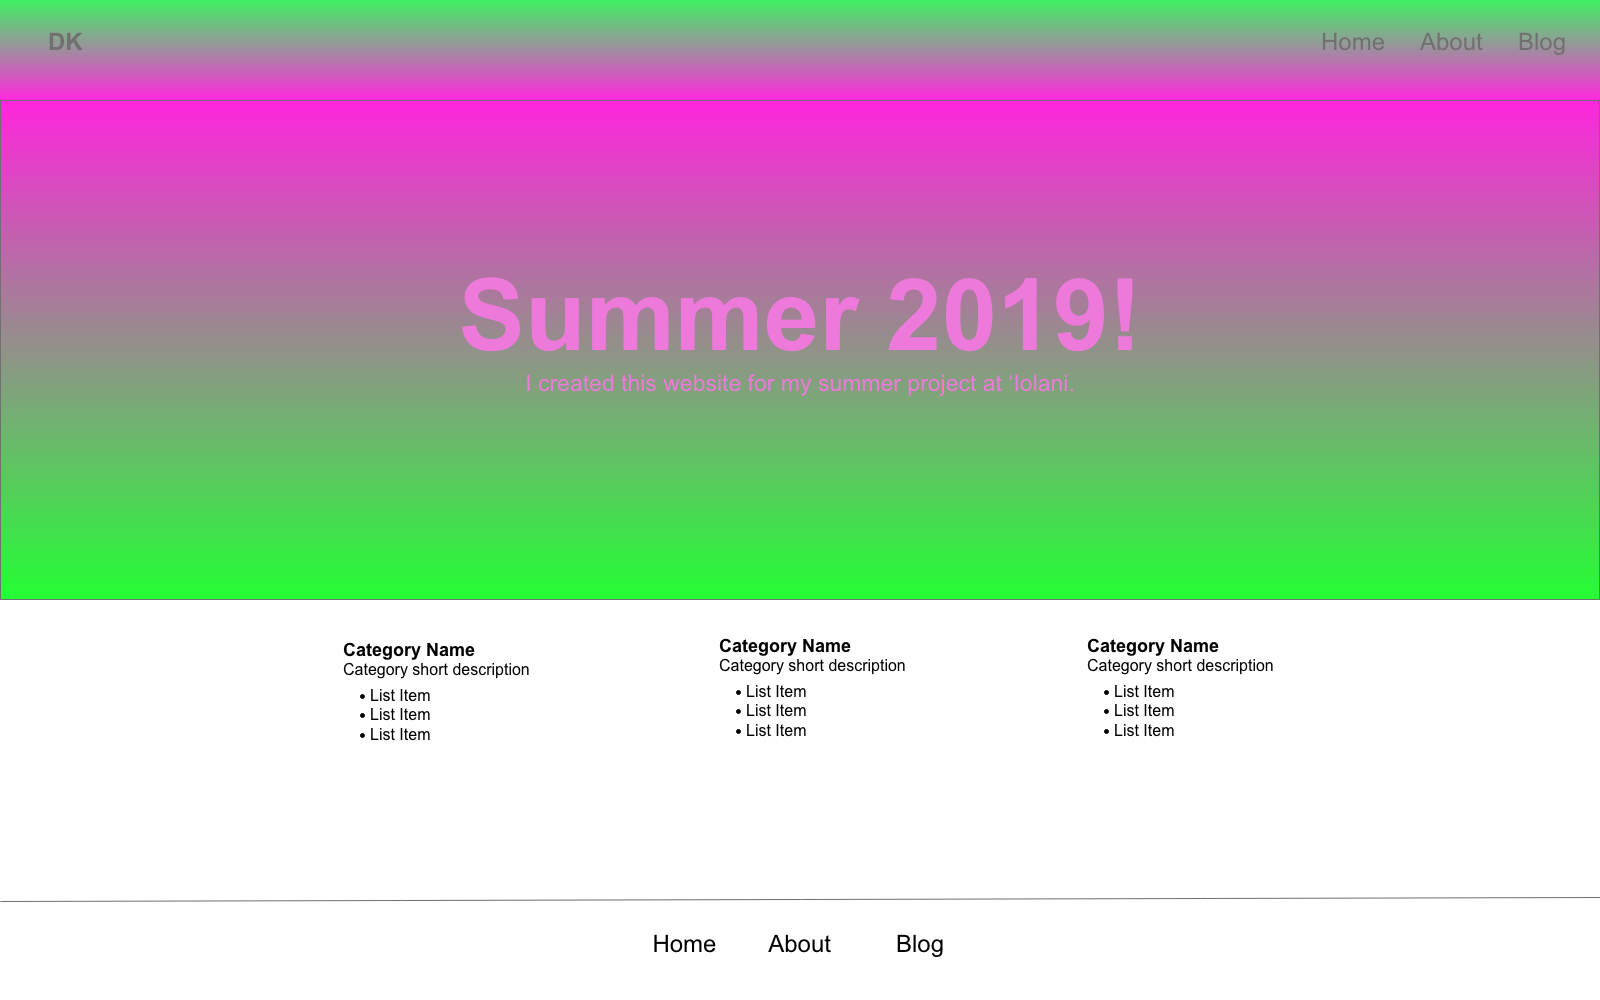 DK
Home About Blog
Summer 2019!
I created this website for my summer project at ‘Iolani.
Category Name
Category short description
• List Item
• List Item
• List Item
Category Name
Category short description
• List Item
• List Item
• List Item
Category Name
Category short description
• List Item
• List Item
• List Item
Home About Blog